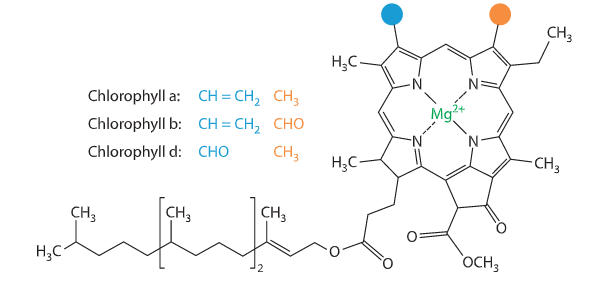 CH₃
H₃C
N
N
Chlorophyll a: CH = CH₂ CH₃
Mg²⁺
Chlorophyll b: CH = CH₂ CHO
N
N
Chlorophyll d: CHO CH₃
H₃C
CH₃
CH₃
CH₃
CH₃
O
O
H₃C
O
2
O
OCH₃